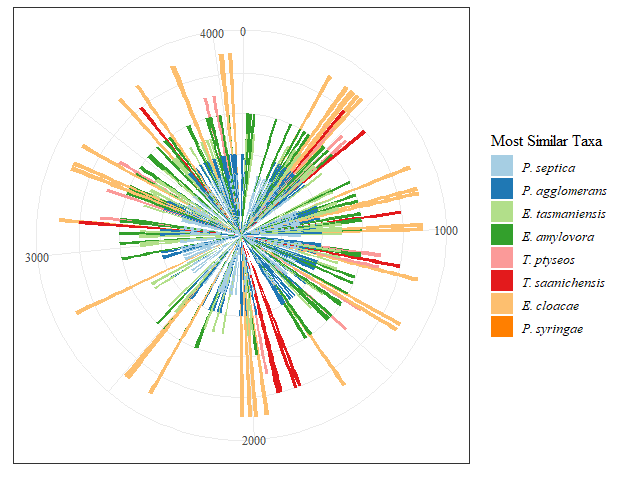 4000
0
1000
2000
3000
Most Similar Taxa
P. septica
P. agglomerans
E. tasmaniensis
E. amylovora
T. ptyseos
T. saanichensis
E. cloacae
P. syringae